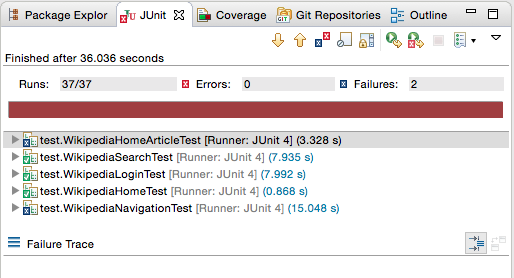 Package Explor JUnit Coverage Git Repositories Outline
Finished after 36.036 seconds
Runs: 37/37 Errors: 0 Failures: 2
test.WikipediaHomeArticleTest [Runner: JUnit 4] (3.328 s)
test.WikipediaSearchTest [Runner: JUnit 4] (7.935 s)
test.WikipediaLoginTest [Runner: JUnit 4] (7.992 s)
test.WikipediaHomeTest [Runner: JUnit 4] (0.868 s)
test.WikipediaNavigationTest [Runner: JUnit 4] (15.048 s)
Failure Trace